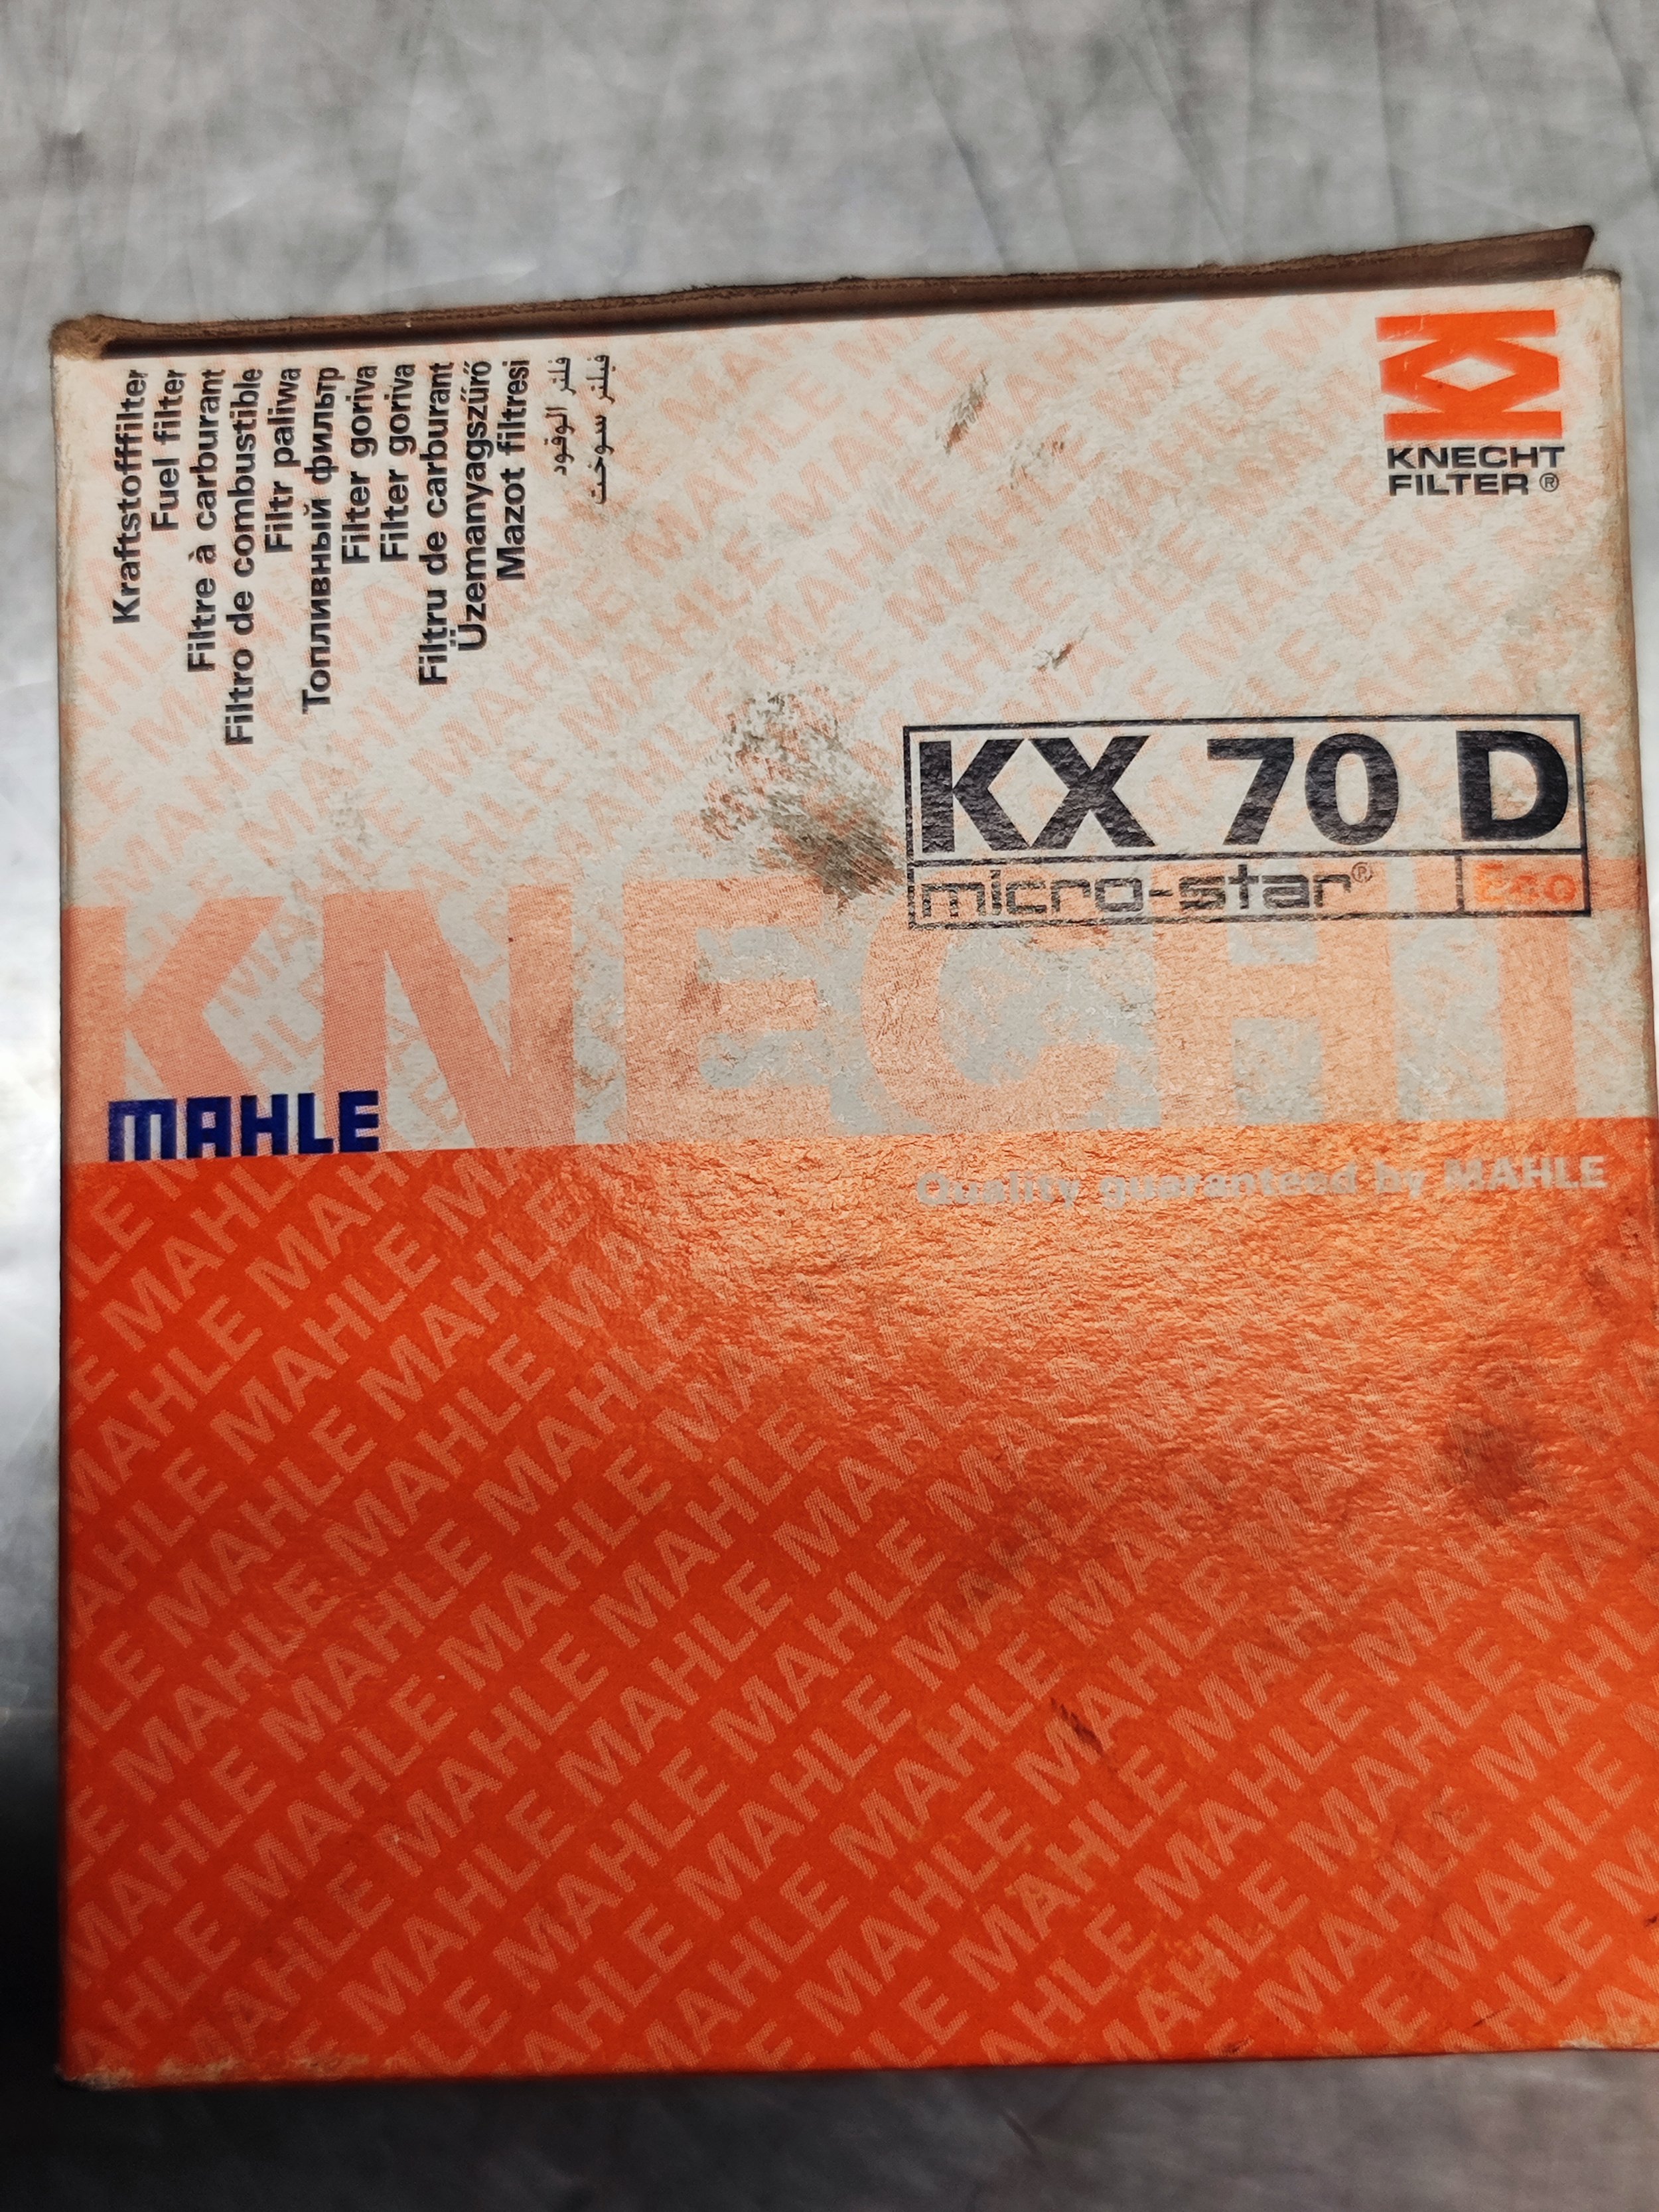 Kraftstofffilter
Fuel filter
Filtre à carburant
Filtro de combustible
Filtr paliwa
Топливный фильтр
Filter goriva
Filter goriva
Filtru de carburant
Üzemanyagszűrő
Mazot filtresi
فلتر الوقود
فیلتر سوخت
KNECHT
FILTER ®
KX 70 D
micro-star® Eco
KNECHT
MAHLE
Quality guaranteed by MAHLE